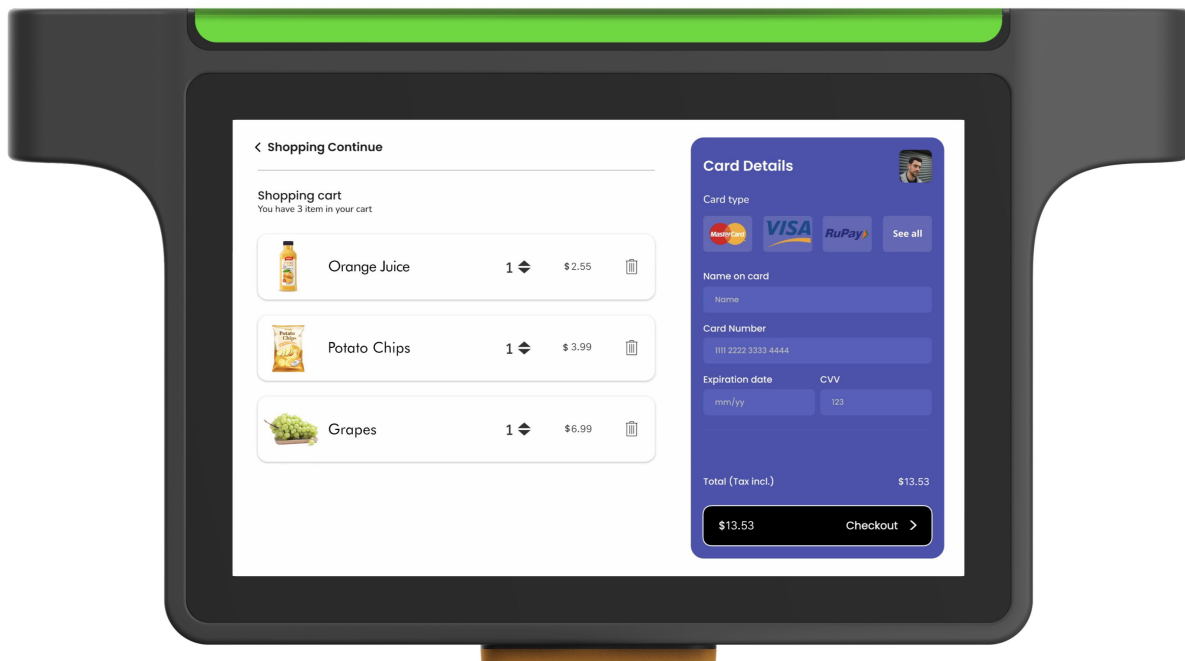 Shopping Continue
Shopping cart
You have 3 item in your cart
Orange Juice
1
$2.55
Potato Chips
Potato
Chips
1
$ 3.99
Grapes
1
$6.99
Card Details
Card type
MasterCard
VISA
RuPay
See all
Name on card
Name
Card Number
1111 2222 3333 4444
Expiration date
CVV
mm/yy
123
Total (Tax incl.)
$13.53
$13.53
Checkout